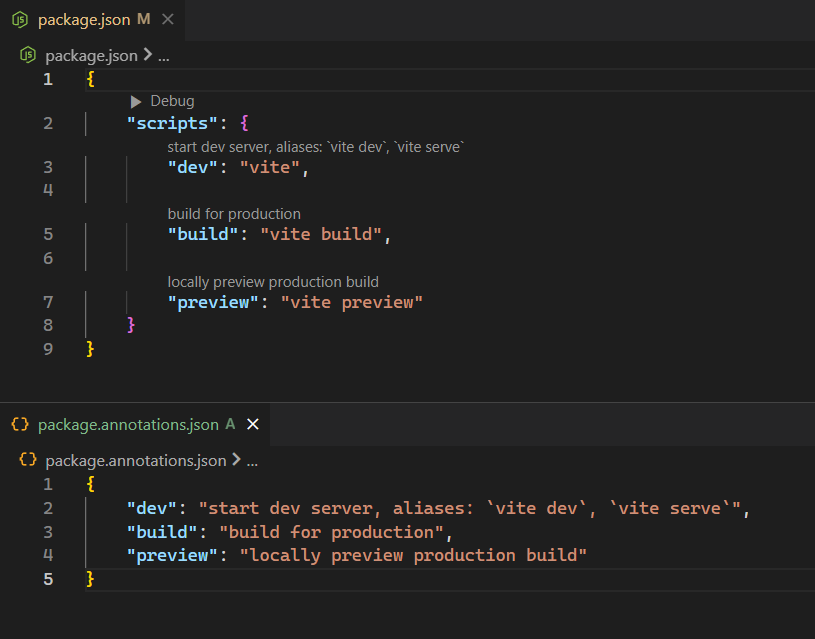 package.json M
package.json > ...
1 {
Debug
2 "scripts": {
start dev server, aliases: `vite dev`, `vite serve`
3 "dev": "vite",
4
build for production
5 "build": "vite build",
6
locally preview production build
7 "preview": "vite preview"
8 }
9 }
{} package.annotations.json A
{} package.annotations.json > ...
1 {
2 "dev": "start dev server, aliases: `vite dev`, `vite serve`",
3 "build": "build for production",
4 "preview": "locally preview production build"
5 }